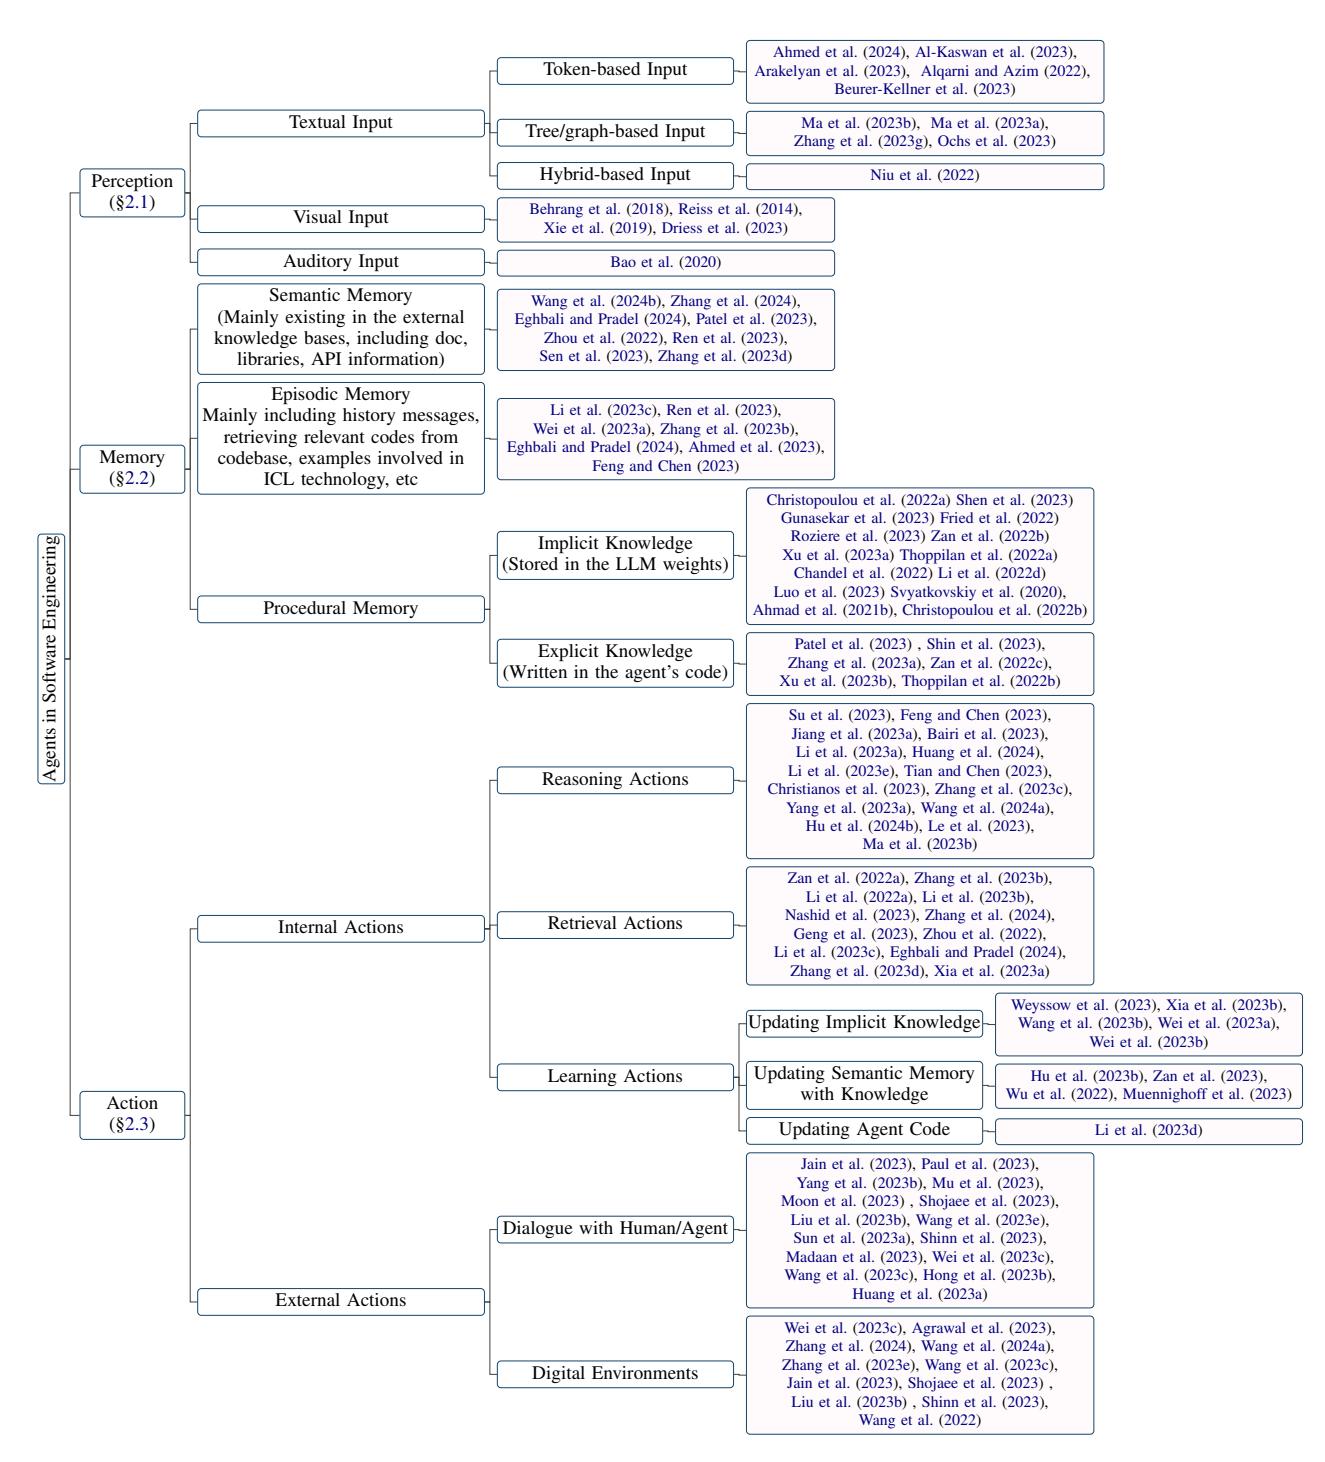 Agents in Software Engineering
Perception
(§2.1)
Textual Input
Token-based Input
Ahmed et al. (2024), Al-Kaswan et al. (2023),
Arakelyan et al. (2023), Alqarni and Azim (2022),
Beurer-Kellner et al. (2023)
Tree/graph-based Input
Ma et al. (2023b), Ma et al. (2023a),
Zhang et al. (2023g), Ochs et al. (2023)
Hybrid-based Input
Niu et al. (2022)
Visual Input
Behrang et al. (2018), Reiss et al. (2014),
Xie et al. (2019), Driess et al. (2023)
Auditory Input
Bao et al. (2020)
Memory
(§2.2)
Semantic Memory
(Mainly existing in the external
knowledge bases, including doc,
libraries, API information)
Wang et al. (2024b), Zhang et al. (2024),
Eghbali and Pradel (2024), Patel et al. (2023),
Zhou et al. (2022), Ren et al. (2023),
Sen et al. (2023), Zhang et al. (2023d)
Episodic Memory
Mainly including history messages,
retrieving relevant codes from
codebase, examples involved in
ICL technology, etc
Li et al. (2023c), Ren et al. (2023),
Wei et al. (2023a), Zhang et al. (2023b),
Eghbali and Pradel (2024), Ahmed et al. (2023),
Feng and Chen (2023)
Procedural Memory
Implicit Knowledge
(Stored in the LLM weights)
Christopoulou et al. (2022a) Shen et al. (2023)
Gunasekar et al. (2023) Fried et al. (2022)
Roziere et al. (2023) Zan et al. (2022b)
Xu et al. (2023a) Thoppilan et al. (2022a)
Chandel et al. (2022) Li et al. (2022d)
Luo et al. (2023) Svyatkovskiy et al. (2020),
Ahmad et al. (2021b), Christopoulou et al. (2022b)
Explicit Knowledge
(Written in the agent's code)
Patel et al. (2023) , Shin et al. (2023),
Zhang et al. (2023a), Zan et al. (2022c),
Xu et al. (2023b), Thoppilan et al. (2022b)
Action
(§2.3)
Internal Actions
Reasoning Actions
Su et al. (2023), Feng and Chen (2023),
Jiang et al. (2023a), Bairi et al. (2023),
Li et al. (2023a), Huang et al. (2024),
Li et al. (2023e), Tian and Chen (2023),
Christianos et al. (2023), Zhang et al. (2023c),
Yang et al. (2023a), Wang et al. (2024a),
Hu et al. (2024b), Le et al. (2023),
Ma et al. (2023b)
Retrieval Actions
Zan et al. (2022a), Zhang et al. (2023b),
Li et al. (2022a), Li et al. (2023b),
Nashid et al. (2023), Zhang et al. (2024),
Geng et al. (2023), Zhou et al. (2022),
Li et al. (2023c), Eghbali and Pradel (2024),
Zhang et al. (2023d), Xia et al. (2023a)
Learning Actions
Updating Implicit Knowledge
Weyssow et al. (2023), Xia et al. (2023b),
Wang et al. (2023b), Wei et al. (2023a),
Wei et al. (2023b)
Updating Semantic Memory
with Knowledge
Hu et al. (2023b), Zan et al. (2023),
Wu et al. (2022), Muennighoff et al. (2023)
Updating Agent Code
Li et al. (2023d)
External Actions
Dialogue with Human/Agent
Jain et al. (2023), Paul et al. (2023),
Yang et al. (2023b), Mu et al. (2023),
Moon et al. (2023) , Shojaee et al. (2023),
Liu et al. (2023b), Wang et al. (2023e),
Sun et al. (2023a), Shinn et al. (2023),
Madaan et al. (2023), Wei et al. (2023c),
Wang et al. (2023c), Hong et al. (2023b),
Huang et al. (2023a)
Digital Environments
Wei et al. (2023c), Agrawal et al. (2023),
Zhang et al. (2024), Wang et al. (2024a),
Zhang et al. (2023e), Wang et al. (2023c),
Jain et al. (2023), Shojaee et al. (2023) ,
Liu et al. (2023b) , Shinn et al. (2023),
Wang et al. (2022)